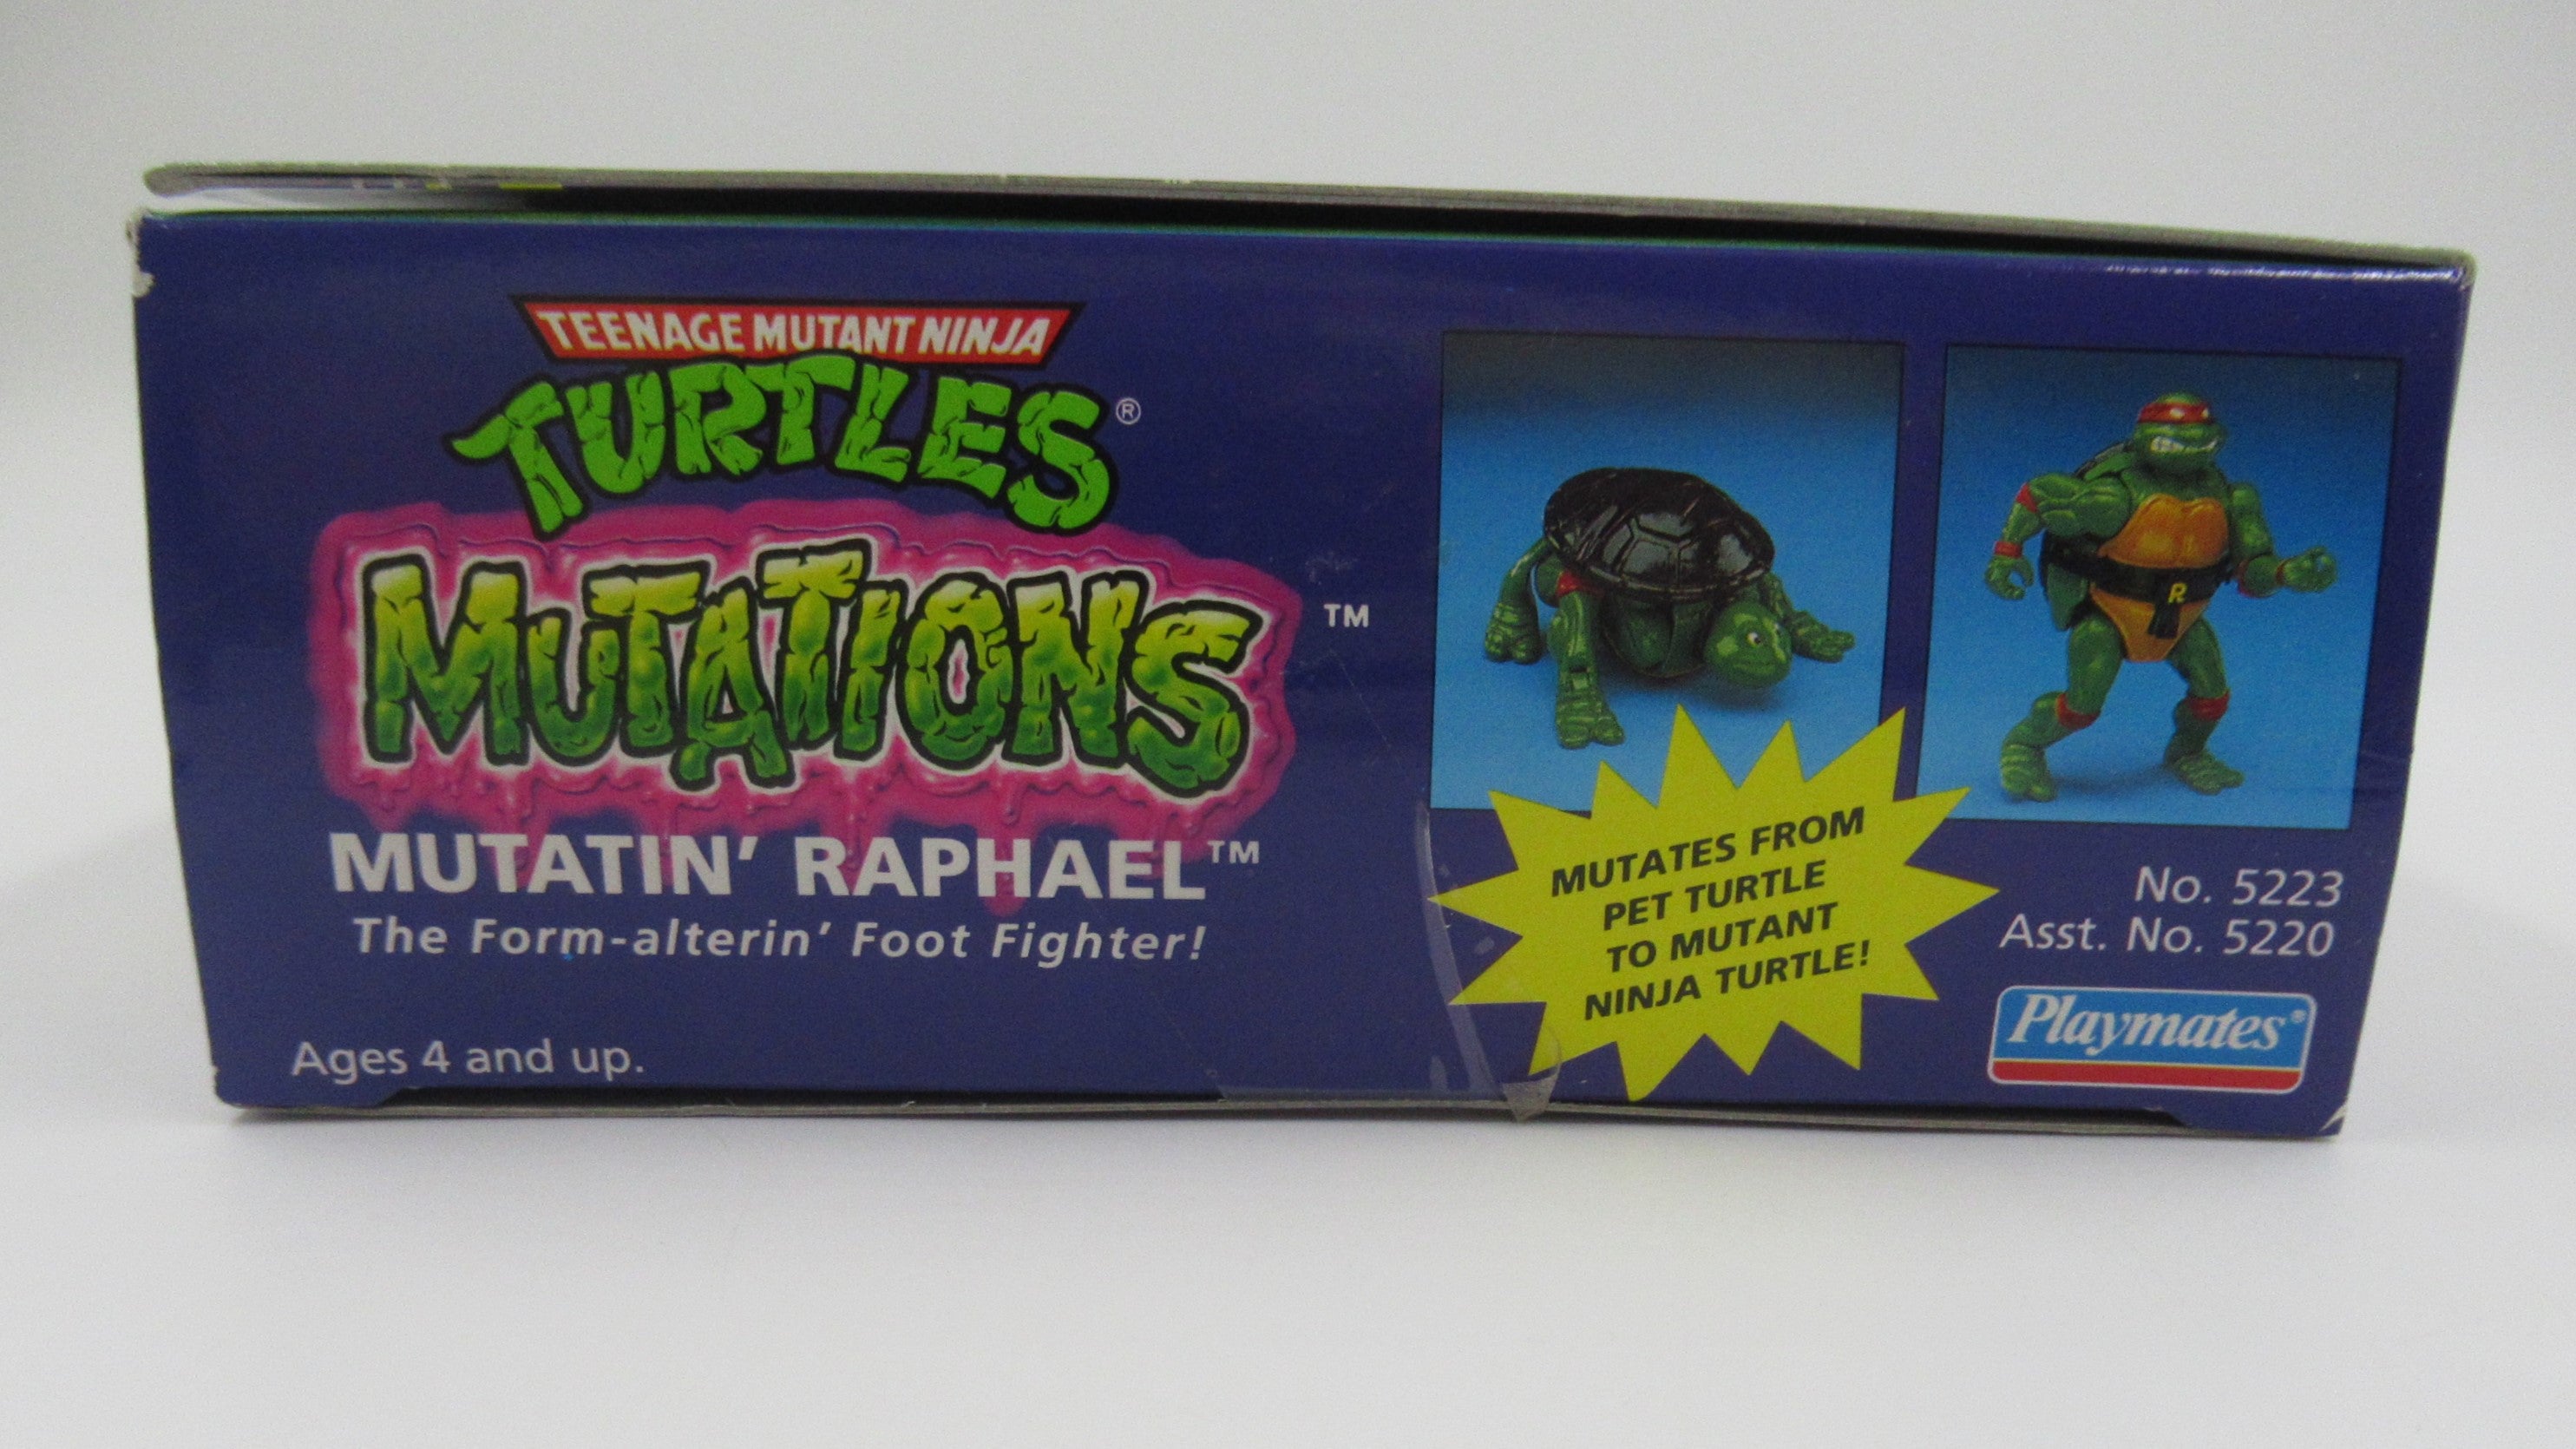 TEENAGE MUTANT NINJA
TURTLES®
MUTATIONS™
MUTATIN' RAPHAEL™
The Form-alterin' Foot Fighter!
Ages 4 and up.
R
MUTATES FROM
PET TURTLE
TO MUTANT
NINJA TURTLE!
No. 5223
Asst. No. 5220
Playmates®